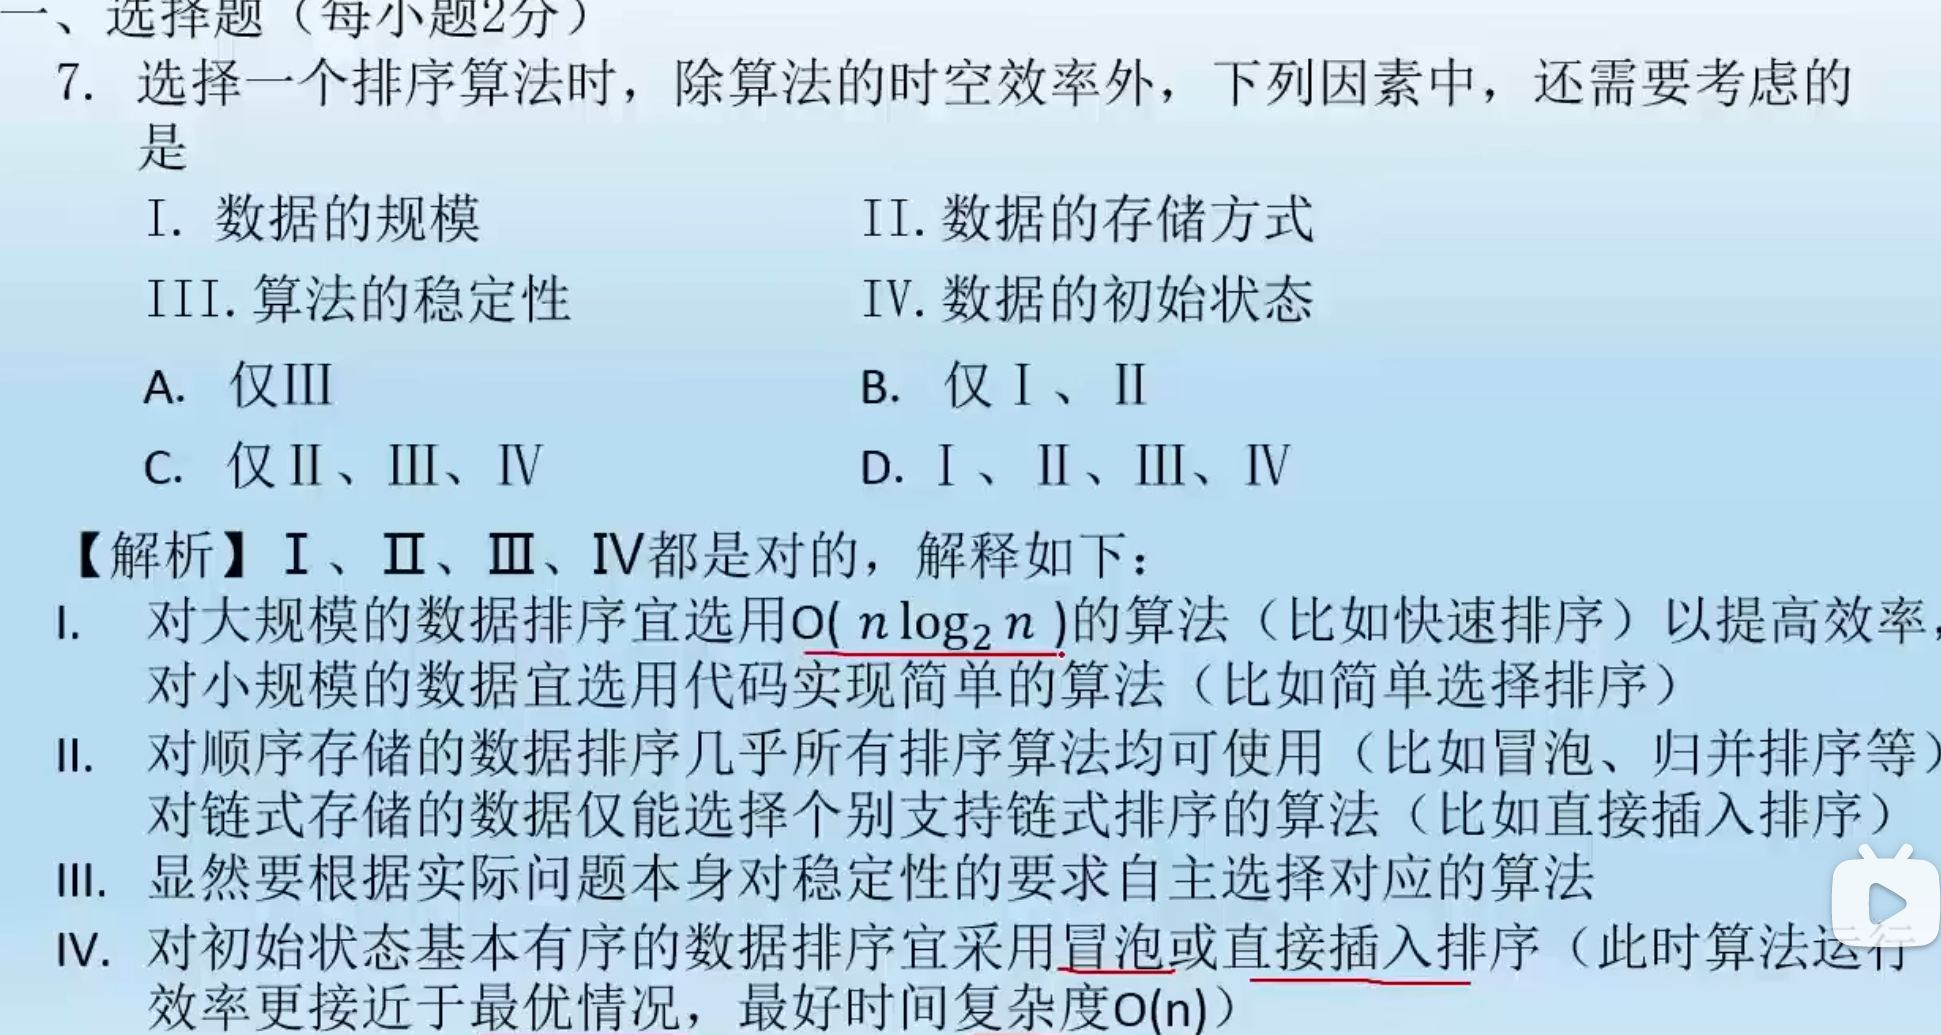 一、选择题（每小题2分）
7. 选择一个排序算法时，除算法的时空效率外，下列因素中，还需要考虑的
是
I. 数据的规模 II. 数据的存储方式
III. 算法的稳定性 IV. 数据的初始状态
A. 仅Ⅲ B. 仅Ⅰ、Ⅱ
C. 仅Ⅱ、Ⅲ、Ⅳ D. Ⅰ、Ⅱ、Ⅲ、Ⅳ
【解析】Ⅰ、Ⅱ、Ⅲ、Ⅳ都是对的，解释如下：
I. 对大规模的数据排序宜选用O( n log₂ n )的算法（比如快速排序）以提高效率，
对小规模的数据宜选用代码实现简单的算法（比如简单选择排序）
II. 对顺序存储的数据排序几乎所有排序算法均可使用（比如冒泡、归并排序等）
对链式存储的数据仅能选择个别支持链式排序的算法（比如直接插入排序）
III. 显然要根据实际问题本身对稳定性的要求自主选择对应的算法
IV. 对初始状态基本有序的数据排序宜采用冒泡或直接插入排序（此时算法运行
效率更接近于最优情况，最好时间复杂度O(n)）